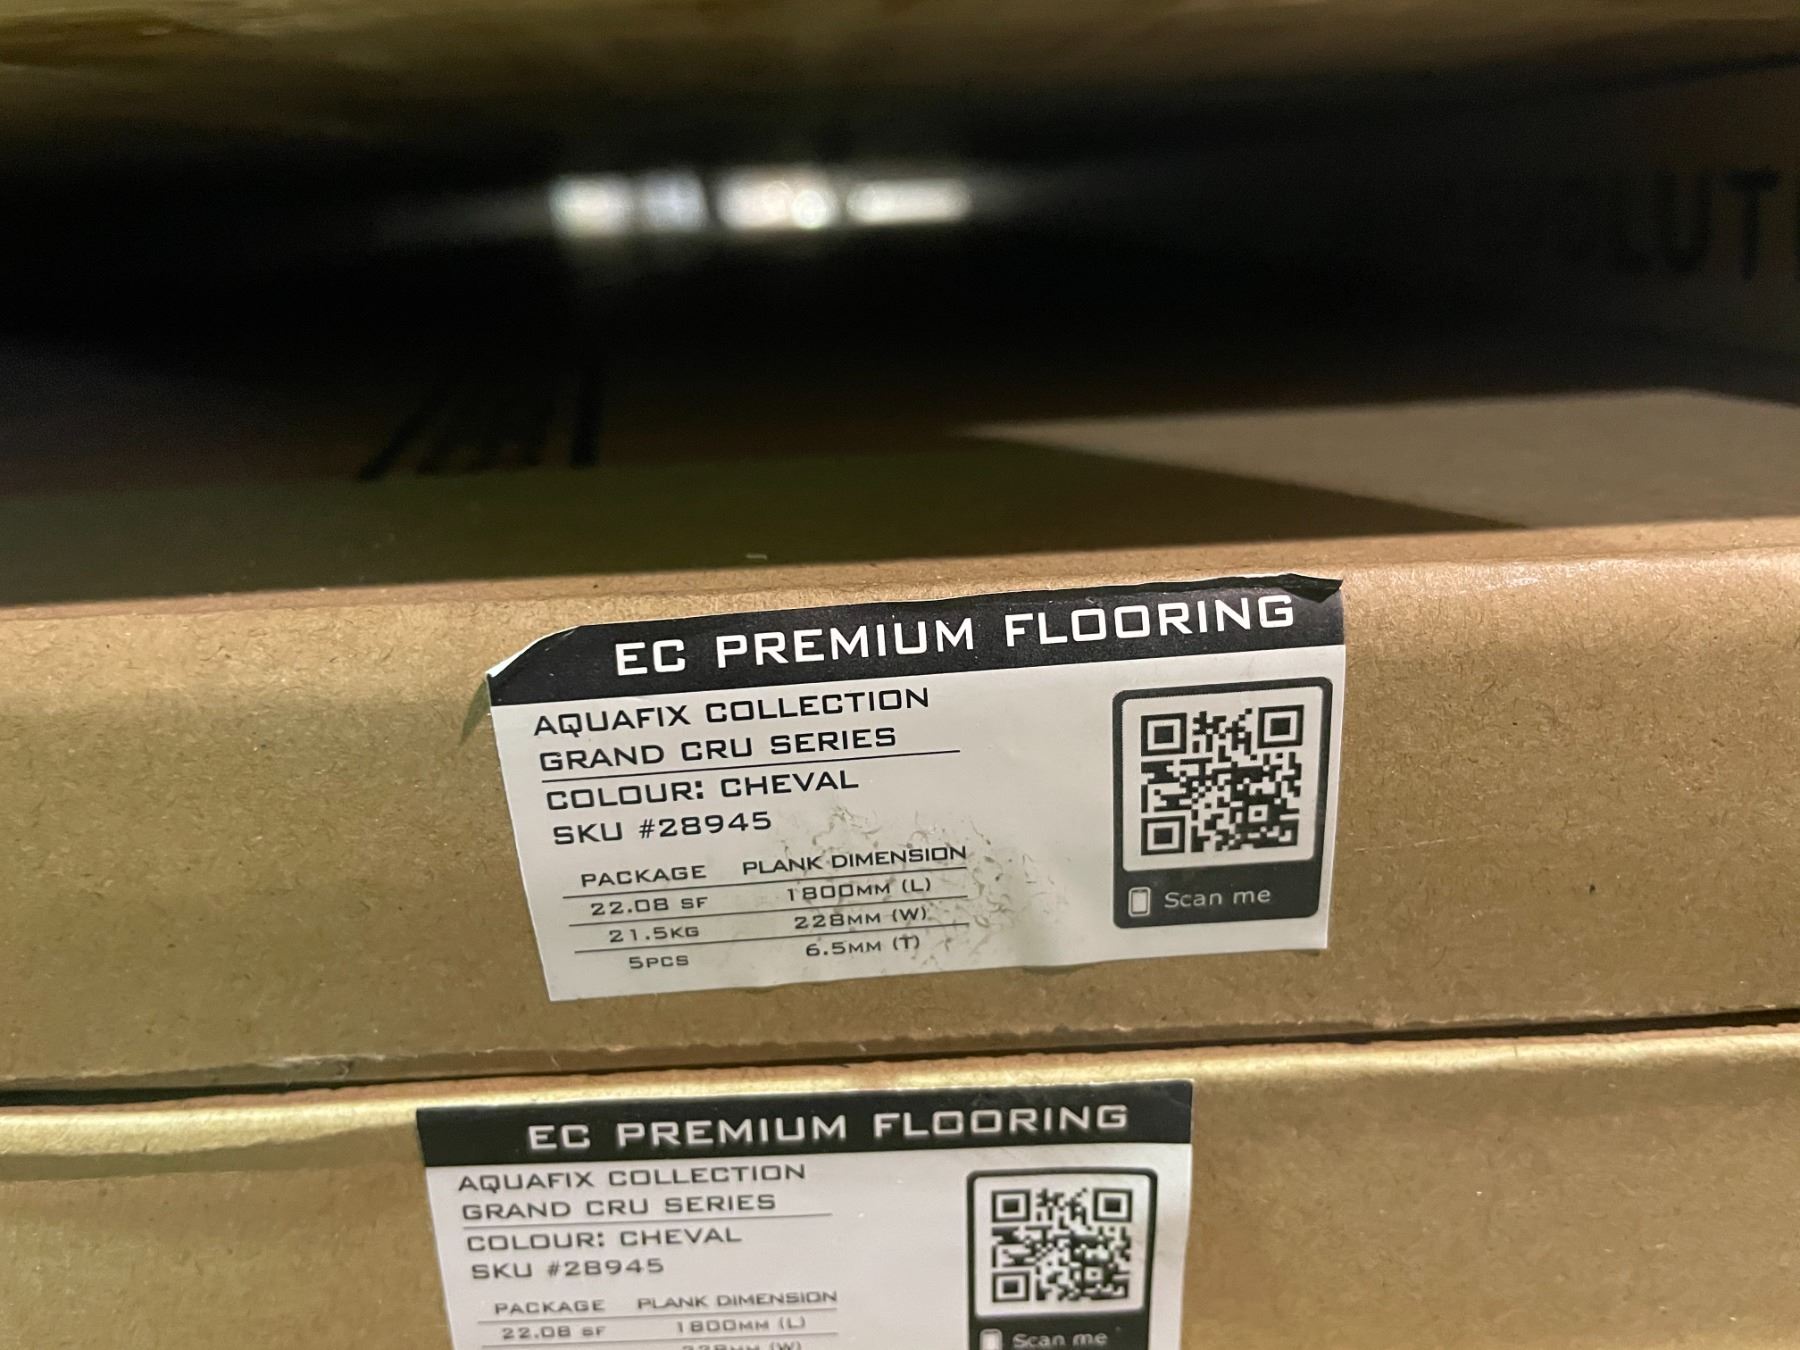 EC PREMIUM FLOORING
AQUAFIX COLLECTION
GRAND CRU SERIES
COLOUR: CHEVAL
SKU #28945
PACKAGE PLANK DIMENSION
22.08 SF 1800MM (L)
21.5KG 228MM (W)
5PCS 6.5MM (T)
Scan me
EC PREMIUM FLOORING
AQUAFIX COLLECTION
GRAND CRU SERIES
COLOUR: CHEVAL
SKU #28945
PACKAGE PLANK DIMENSION
22.08 SF 1800MM (L)
228MM (W)
Scan me